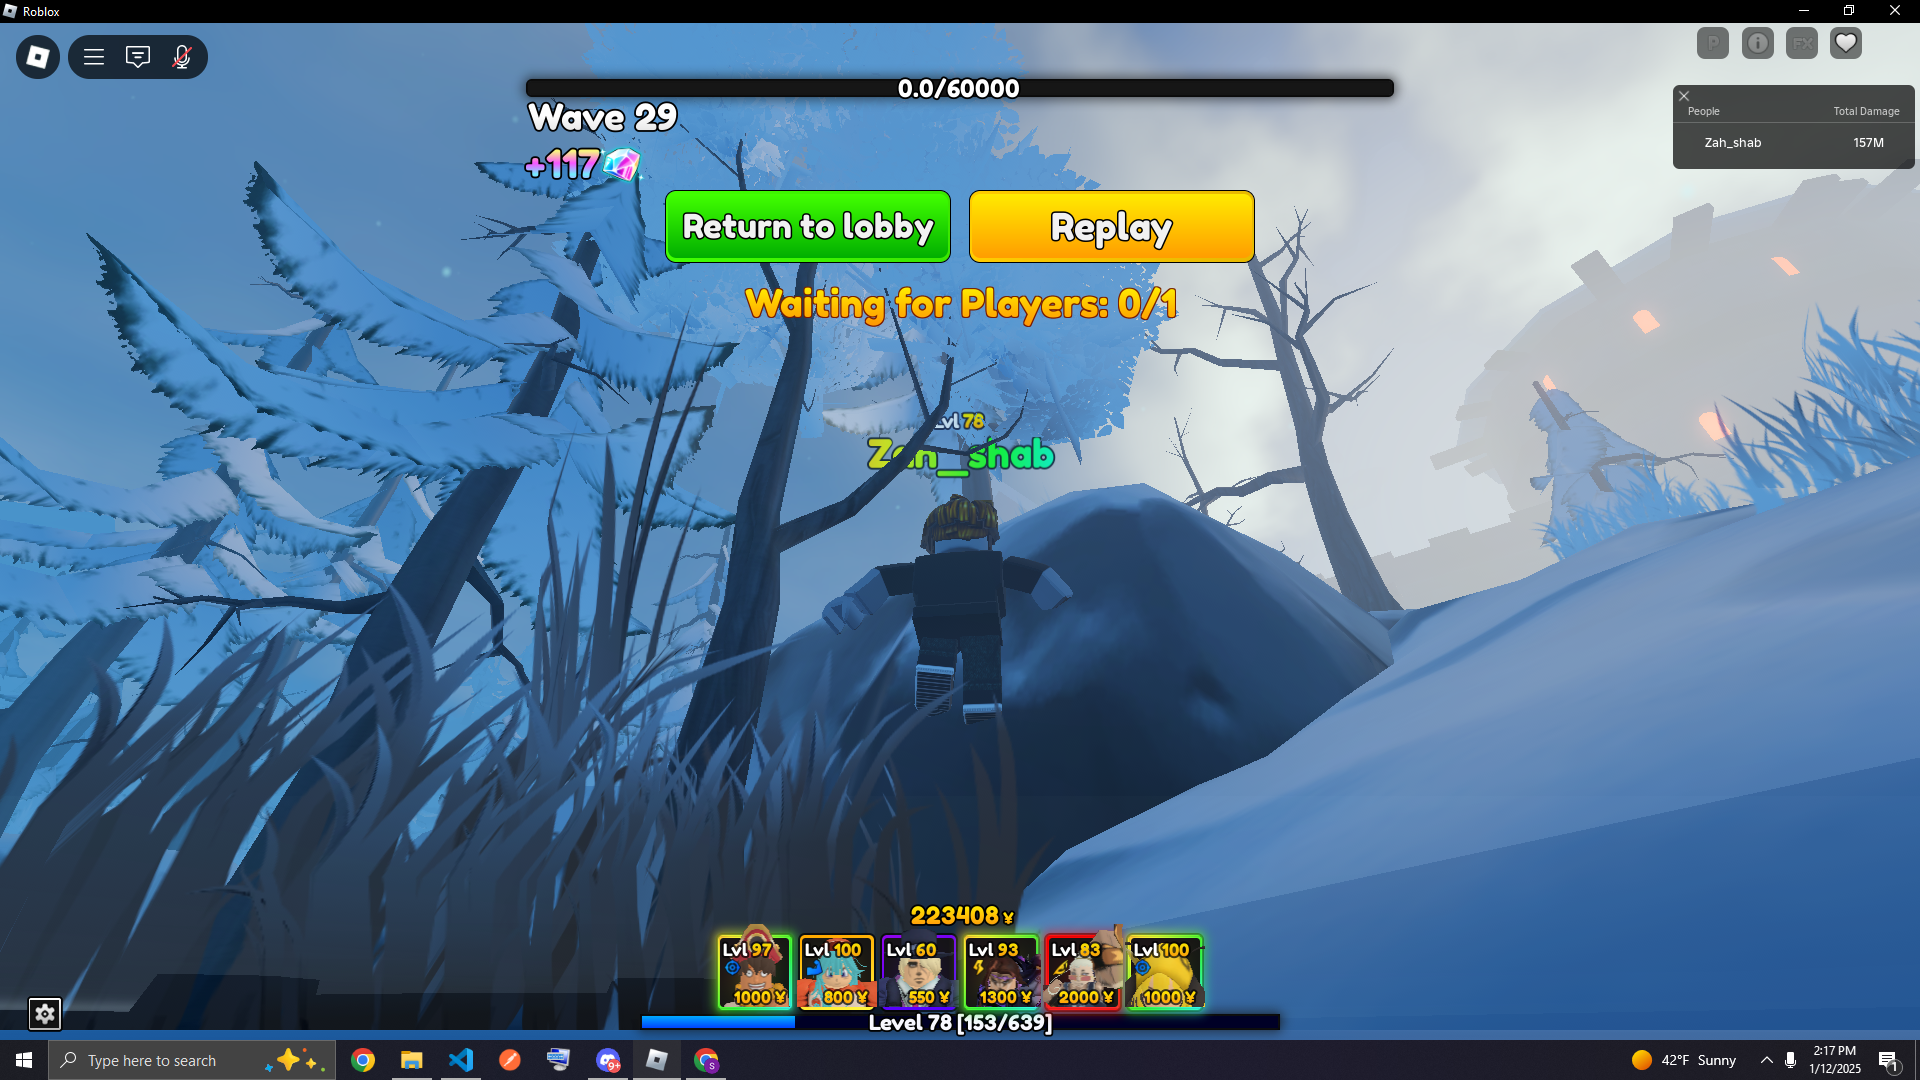 Roblox
P
i
FX
0.0/60000
Wave 29
+117
People Total Damage
Zah_shab 157M
Return to lobby
Replay
Waiting for Players: 0/1
Lvl 78
Zah_shab
223408 ¥
Lvl 97
Lvl 100
Lvl 60
Lvl 93
Lvl 83
Lvl 100
1000 ¥
800 ¥
550 ¥
1300 ¥
2000 ¥
1000 ¥
Level 78 [153/639]
Type here to search
9+
S
42°F Sunny
2:17 PM
1/12/2025
1